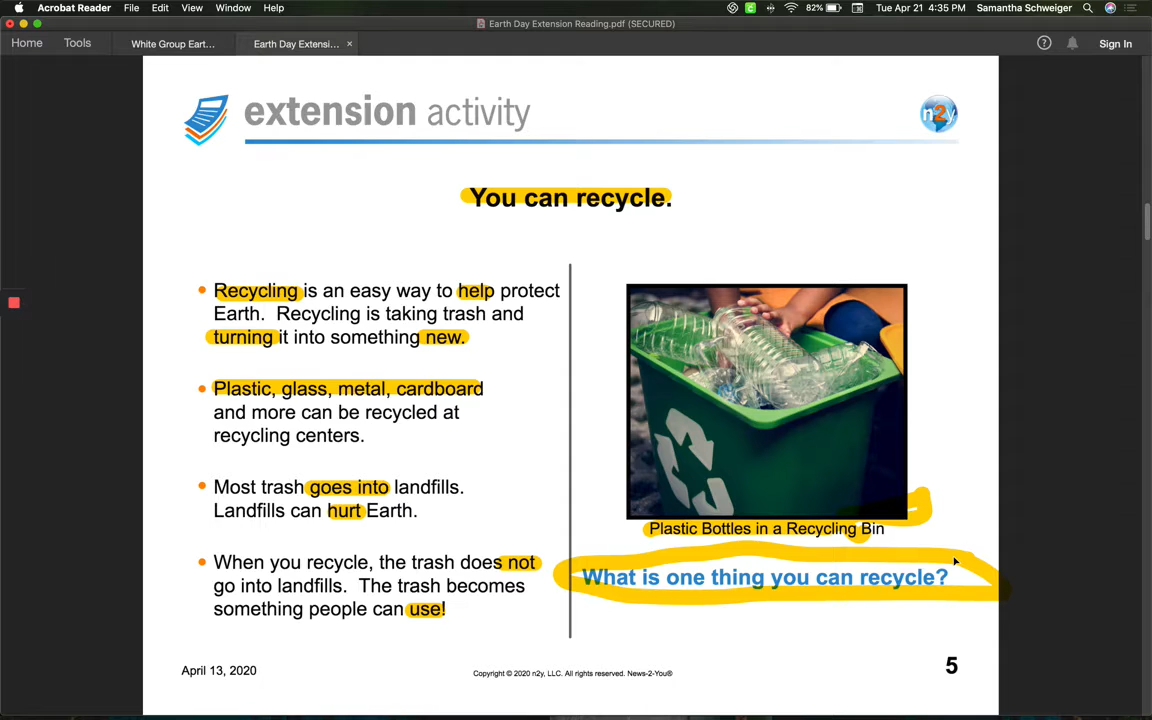 Acrobat Reader File Edit View Window Help 82% Tue Apr 21 4:35 PM Samantha Schweiger
Earth Day Extension Reading.pdf (SECURED)
Home Tools White Group Eart... Earth Day Extensi... × ? Sign In
extension activity
n2y
You can recycle.
• Recycling is an easy way to help protect
Earth. Recycling is taking trash and
turning it into something new.
• Plastic, glass, metal, cardboard
and more can be recycled at
recycling centers.
• Most trash goes into landfills.
Landfills can hurt Earth.
• When you recycle, the trash does not
go into landfills. The trash becomes
something people can use!
Plastic Bottles in a Recycling Bin
What is one thing you can recycle?
April 13, 2020
Copyright © 2020 n2y, LLC. All rights reserved. News-2-You®
5